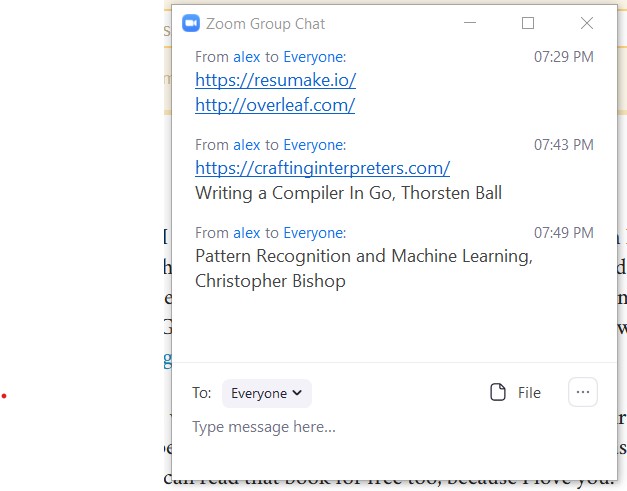 Zoom Group Chat
From alex to Everyone: 07:29 PM
https://resumake.io/
http://overleaf.com/
From alex to Everyone: 07:43 PM
https://craftinginterpreters.com/
Writing a Compiler In Go, Thorsten Ball
From alex to Everyone: 07:49 PM
Pattern Recognition and Machine Learning,
Christopher Bishop
To: Everyone File
Type message here...
can read that book for free too, because I love you.